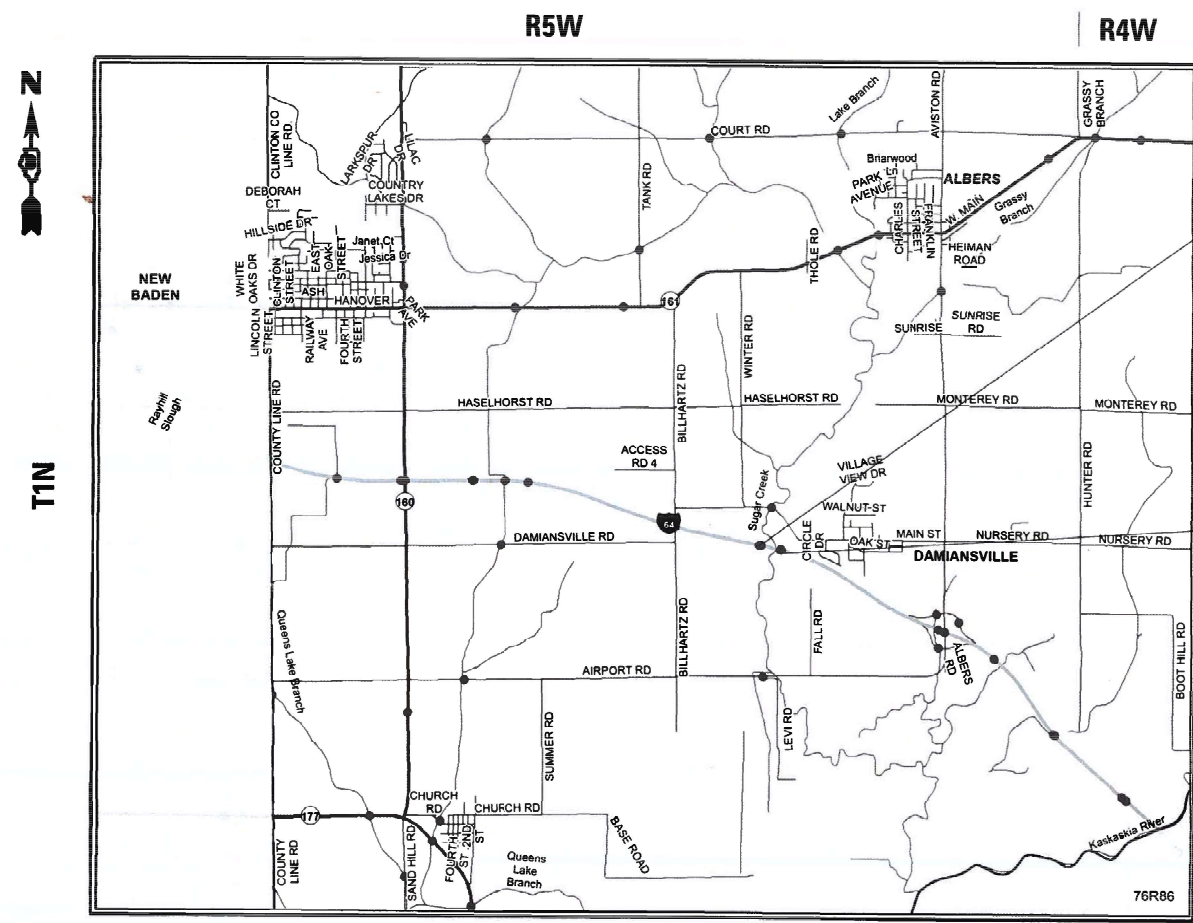 R5W
R4W
N
T1N
CLINTON CO
LINE RD.
LARKSPUR
DR
LILAC
DR
COURT RD
Lake Branch
AVISTON RD
GRASSY
BRANCH
DEBORAH
CT
COUNTRY
LAKES DR
TANK RD
Briarwood
Ln
PARK
AVENUE
ALBERS
HILLSIDE DR
EAST
OAK
STREET
Janet Ct
Jessica Dr
THOLE RD
CHARLES
FRANKLIN
STREET
W. MAIN
Grassy
Branch
HEIMAN
ROAD
NEW
BADEN
WHITE
OAKS DR
CLINTON
STREET
ASH
HANOVER
PARK
AVE
161
LINCOLN
STREET
RAILWAY
AVE
FOURTH
STREET
WINTER RD
SUNRISE
SUNRISE
RD
Rayhill
Slough
COUNTY LINE RD
HASELHORST RD
BILLHARTZ RD
HASELHORST RD
MONTEREY RD
MONTEREY RD
ACCESS
RD 4
VILLAGE
VIEW DR
HUNTER RD
160
64
Sugar Creek
WALNUT ST
CIRCLE
DR
OAK ST
MAIN ST
NURSERY RD
NURSERY RD
DAMIANSVILLE RD
DAMIANSVILLE
Queens Lake Branch
BILLHARTZ RD
FALL RD
ALBERS
RD
AIRPORT RD
BOOT HILL RD
SUMMER RD
LEVI RD
CHURCH
RD
CHURCH RD
177
COUNTY
LINE RD
SAND HILL RD
FOURTH
ST
2ND
ST
BASE ROAD
Queens
Lake
Branch
Kaskaskia River
76R86